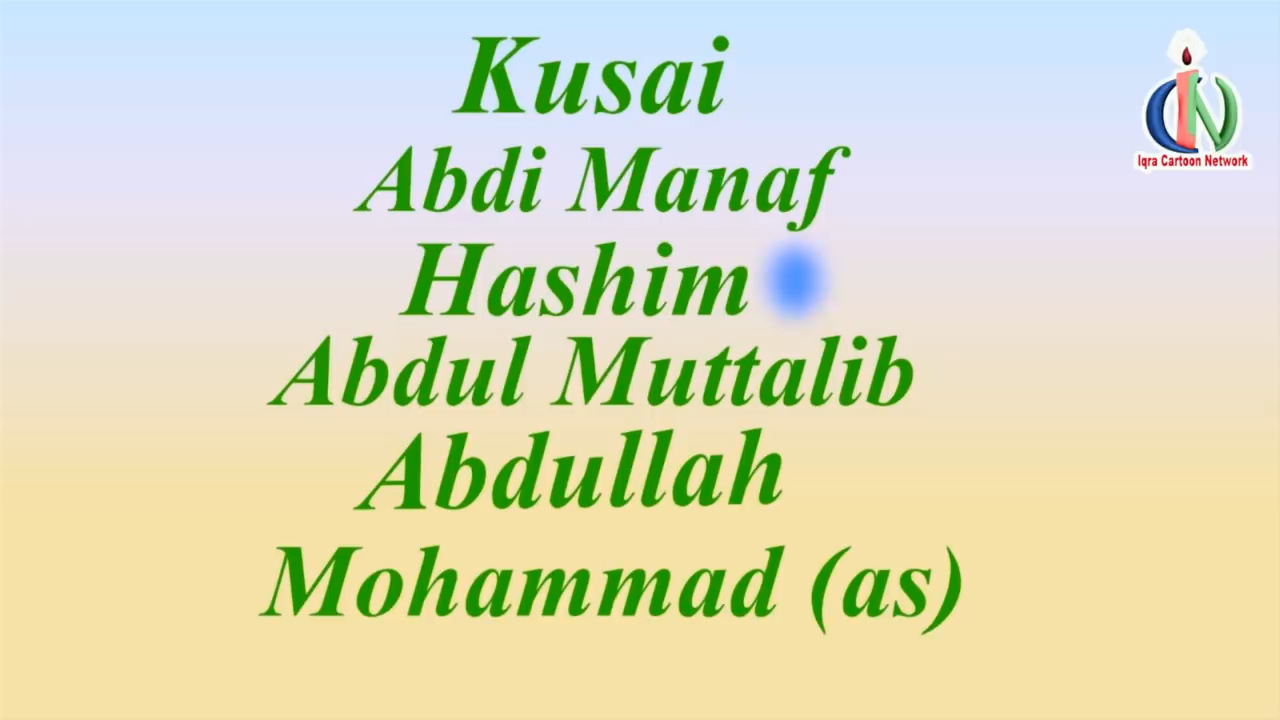 Kusai
Abdi Manaf
Hashim
Abdul Muttalib
Abdullah
Mohammad (as)
Iqra Cartoon Network